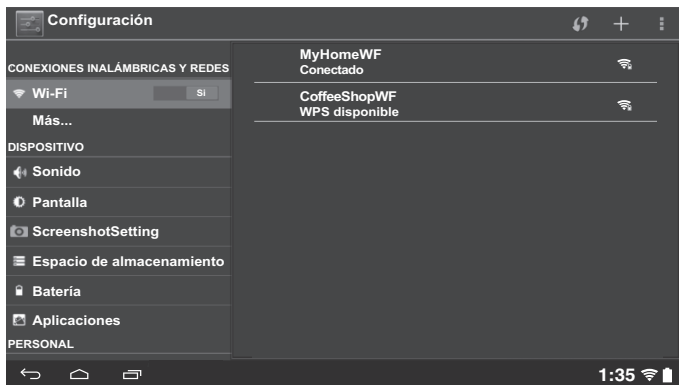 Configuración
CONEXIONES INALÁMBRICAS Y REDES
Wi-Fi
Si
Más...
DISPOSITIVO
Sonido
Pantalla
ScreenshotSetting
Espacio de almacenamiento
Batería
Aplicaciones
PERSONAL
MyHomeWF
Conectado
CoffeeShopWF
WPS disponible
1:35